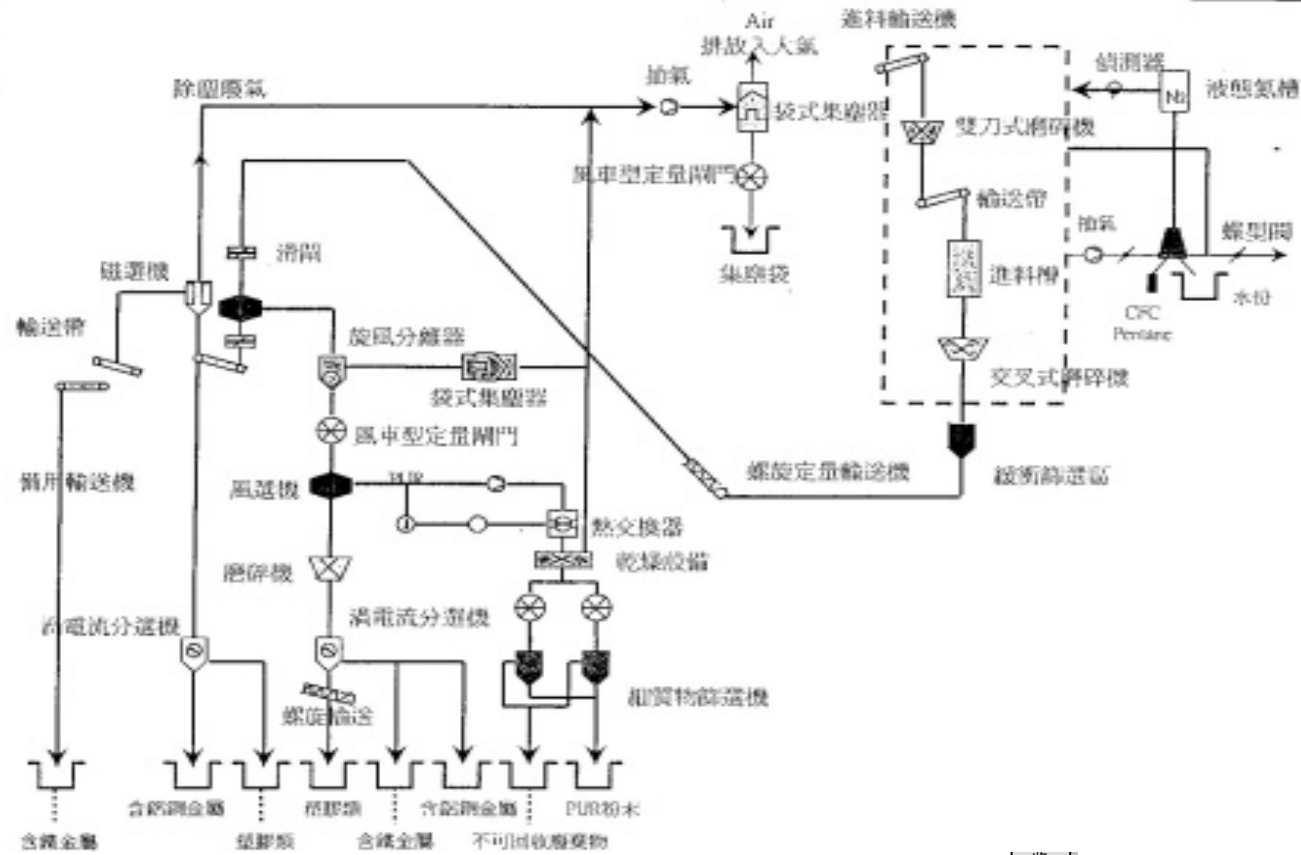 Air
排放入大氣
進料輸送機
除塵廢氣
抽氣
袋式集塵器
偵測器
N2
液態氮槽
雙刀式磨碎機
風車型定量閘門
輸送帶
抽氣
蝶型閥
滑閘
磁選機
集塵袋
進料槽
水份
CFC
Pentane
輸送帶
旋風分離器
袋式集塵器
交叉式磨碎機
風車型定量閘門
備用輸送機
風選機
PUR
螺旋定量輸送機
緩衝篩選區
熱交換器
磨碎機
乾燥設備
渦電流分選機
渦電流分選機
細質物篩選機
螺旋輸送
含鋁銅金屬
塑膠類
含鋁銅金屬
PUR粉末
含鐵金屬
塑膠類
含鐵金屬
不可回收廢棄物